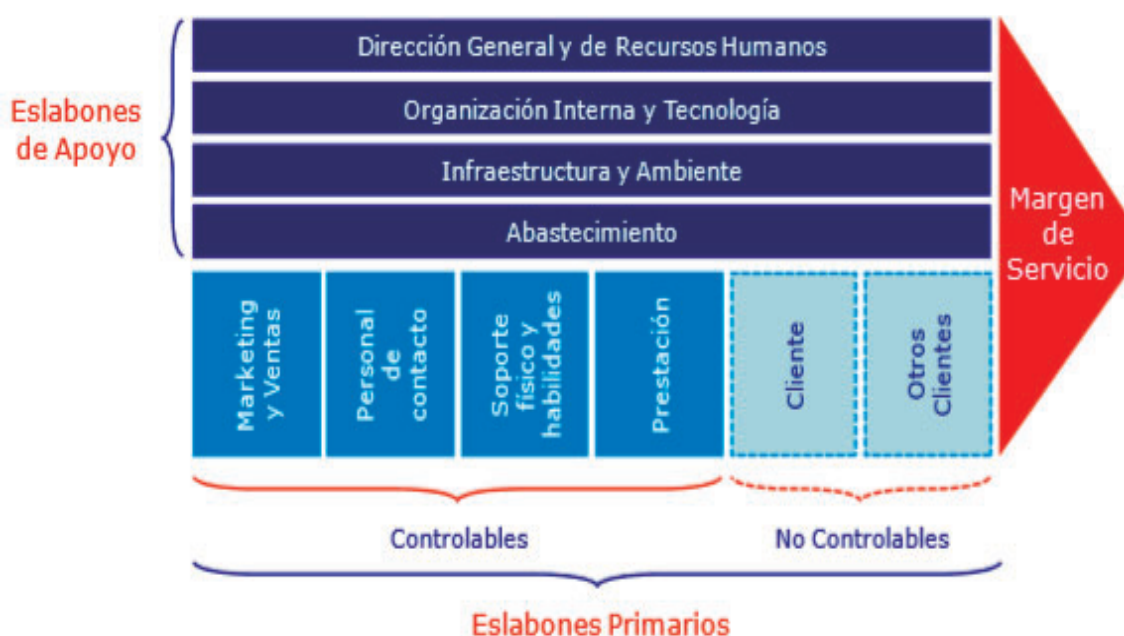 Dirección General y de Recursos Humanos
Organización Interna y Tecnología
Infraestructura y Ambiente
Abastecimiento
Eslabones
de Apoyo
Marketing
y Ventas
Personal
de
contacto
Soporte
físico y
habilidades
Prestación
Cliente
Otros
Clientes
Margen
de
Servicio
Controlables
No Controlables
Eslabones Primarios